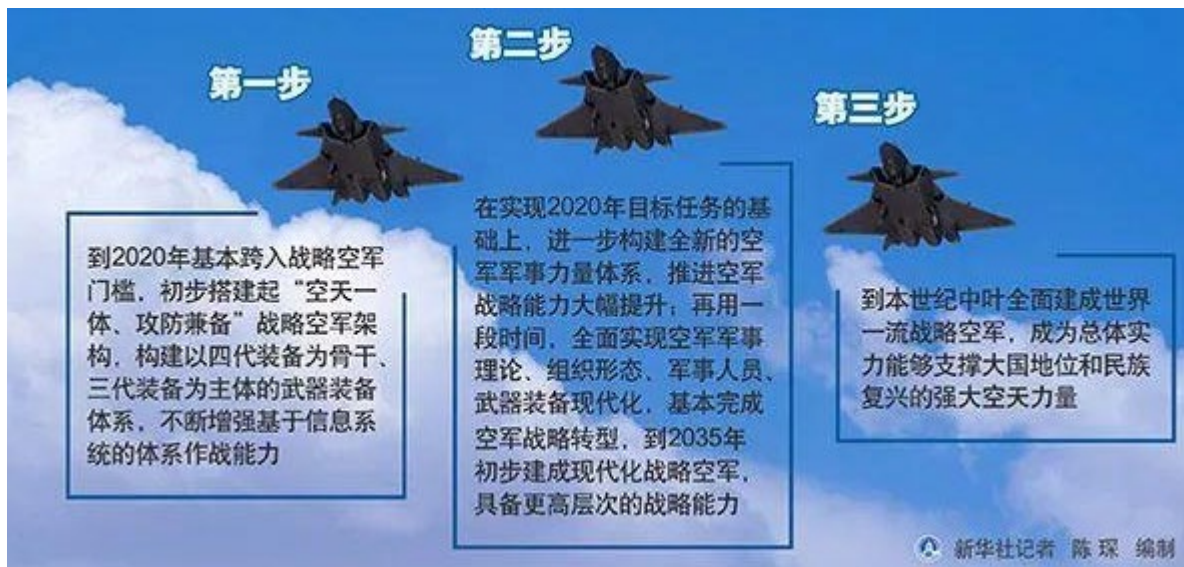 第一步
到2020年基本跨入战略空军
门槛，初步搭建起“空天一
体、攻防兼备”战略空军架
构，构建以四代装备为骨干、
三代装备为主体的武器装备
体系，不断增强基于信息系
统的体系作战能力
第二步
在实现2020年目标任务的基
础上，进一步构建全新的空
军军事力量体系，推进空军
战略能力大幅提升；再用一
段时间，全面实现空军军事
理论、组织形态、军事人员、
武器装备现代化，基本完成
空军战略转型，到2035年
初步建成现代化战略空军，
具备更高层次的战略能力
第三步
到本世纪中叶全面建成世界
一流战略空军，成为总体实
力能够支撑大国地位和民族
复兴的强大空天力量
新华社记者 陈琛 编制